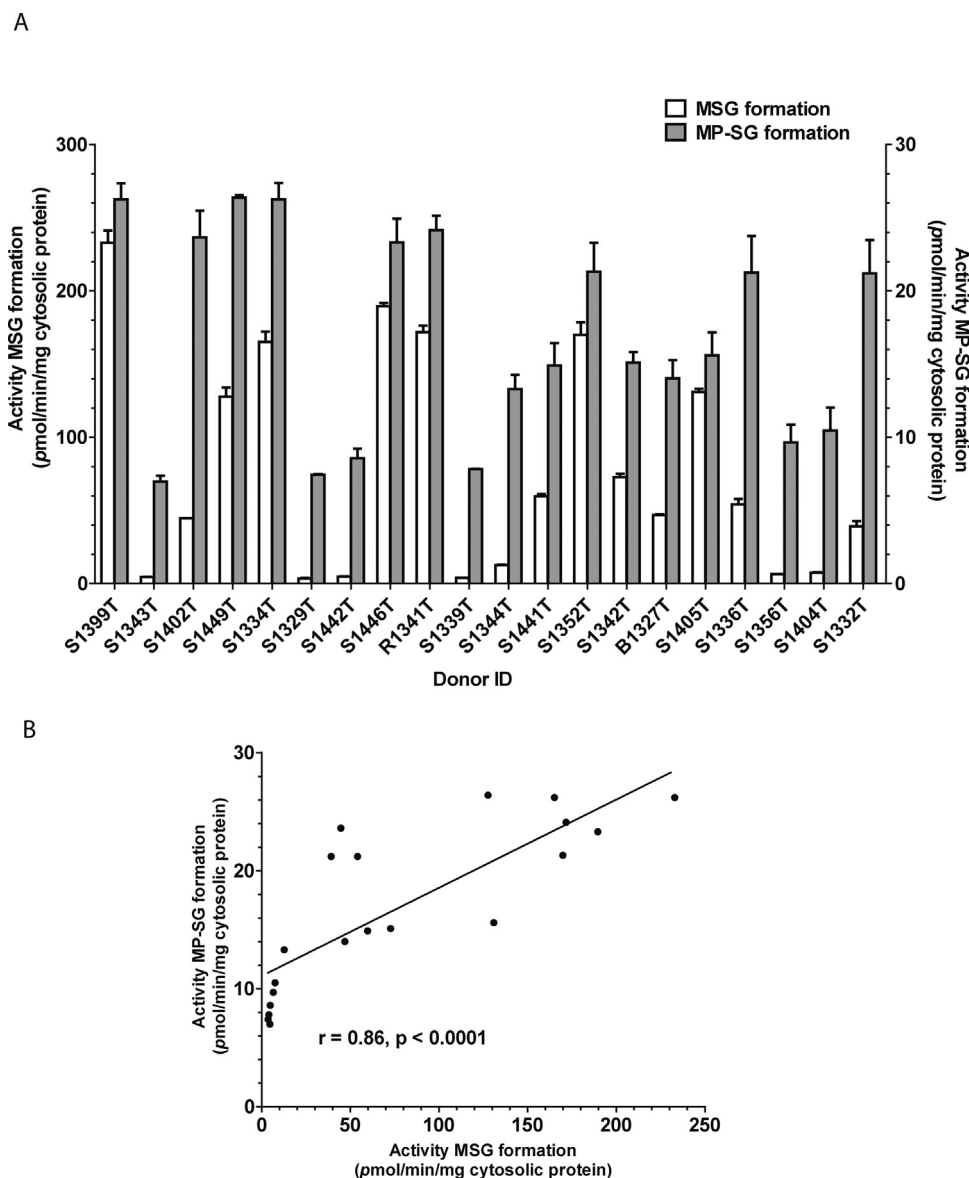 A
MSG formation
MP-SG formation
Activity MSG formation
(pmol/min/mg cytosolic protein)
300
200
100
0
30
20
10
0
Activity MP-SG formation
(pmol/min/mg cytosolic protein)
S1399T
S1343T
S1402T
S1449T
S1334T
S1329T
S1442T
S1446T
R1341T
S1339T
S1344T
S1441T
S1352T
S1342T
B1327T
S1405T
S1336T
S1356T
S1404T
S1332T
Donor ID
B
Activity MP-SG formation
(pmol/min/mg cytosolic protein)
30
20
10
0
r = 0.86, p < 0.0001
0 50 100 150 200 250
Activity MSG formation
(pmol/min/mg cytosolic protein)